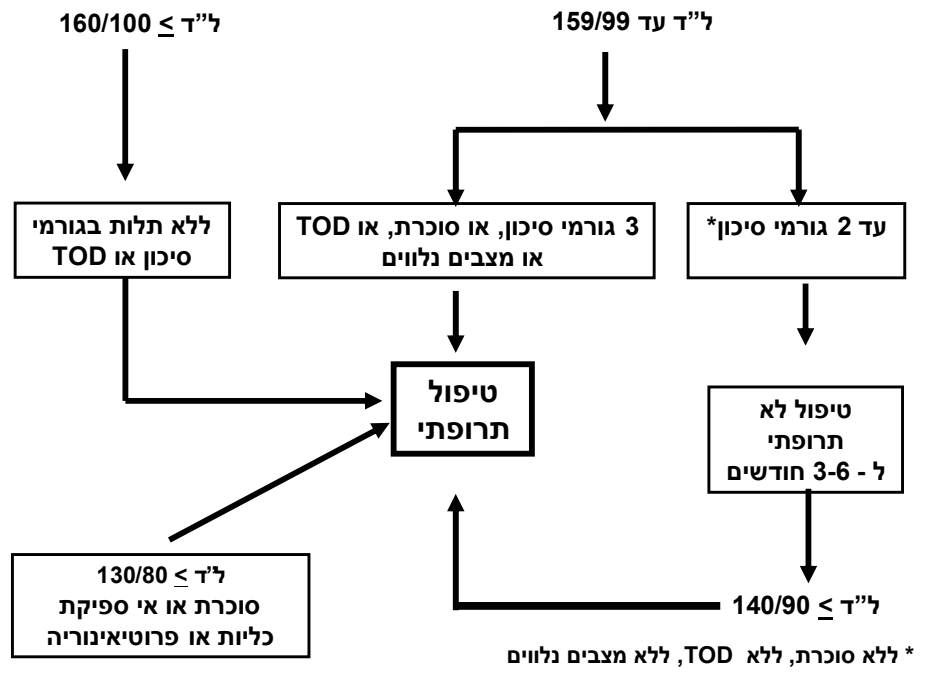 ל”ד עד 159/99
ל”ד ≥ 160/100
עד 2 גורמי סיכון*
3 גורמי סיכון, או סוכרת, או TOD
או מצבים נלווים
ללא תלות בגורמי
סיכון או TOD
טיפול
תרופתי
טיפול לא
תרופתי
ל - 3-6 חודשים
ל”ד ≥ 130/80
סוכרת או אי ספיקת
כליות או פרוטיאינוריה
ל”ד ≥ 140/90
* ללא סוכרת, ללא TOD, ללא מצבים נלווים